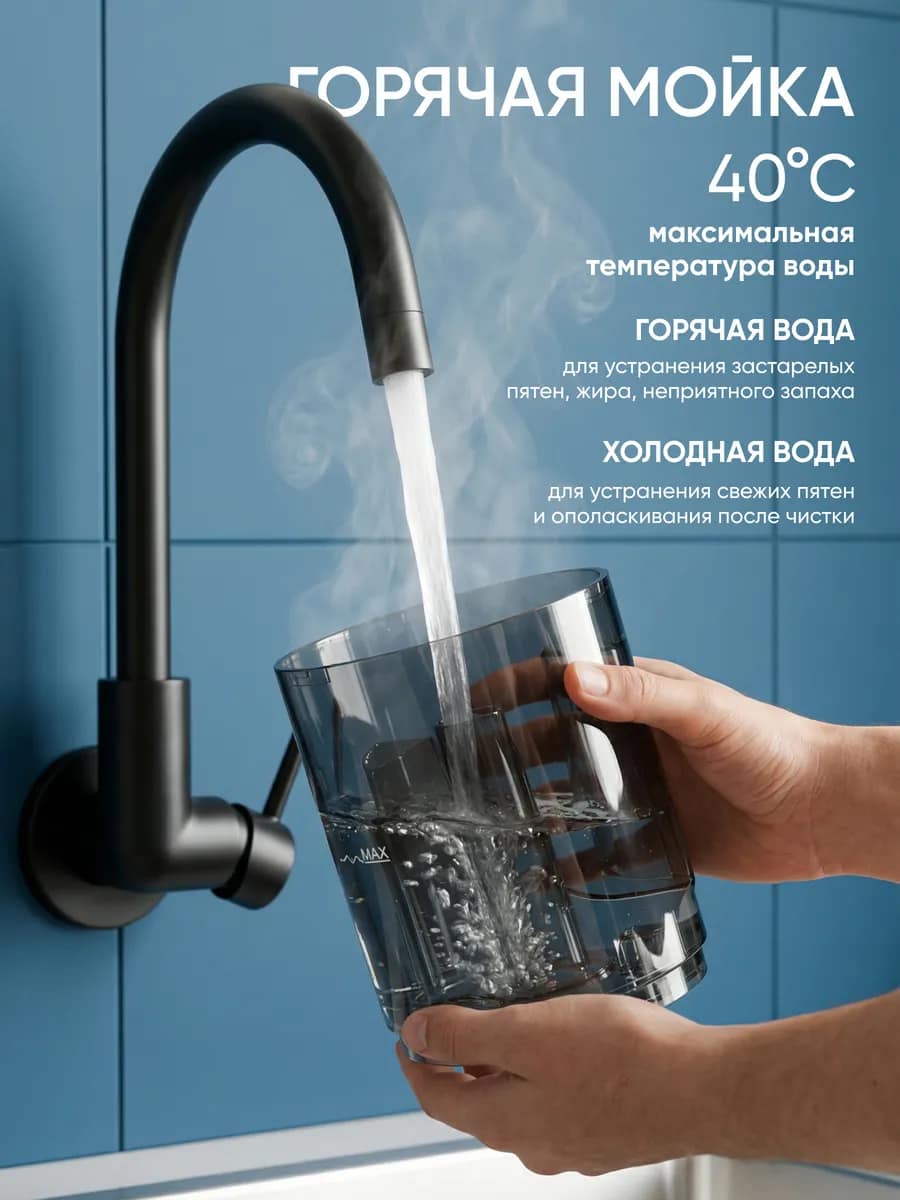 ГОРЯЧАЯ МОЙКА
40°C
максимальная
температура воды
ГОРЯЧАЯ ВОДА
для устранения застарелых
пятен, жира, неприятного запаха
ХОЛОДНАЯ ВОДА
для устранения свежих пятен
и ополаскивания после чистки
MAX